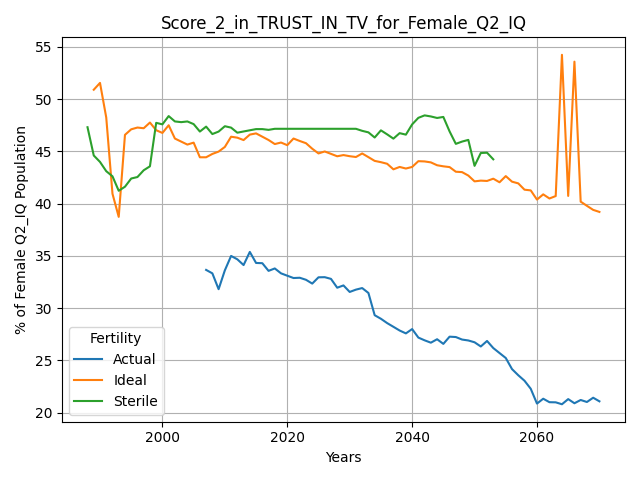 Score_2_in_TRUST_IN_TV_for_Female_Q2_IQ
% of Female Q2_IQ Population
55
50
45
40
35
30
25
20
Fertility
Actual
Ideal
Sterile
2000
2020
2040
2060
Years